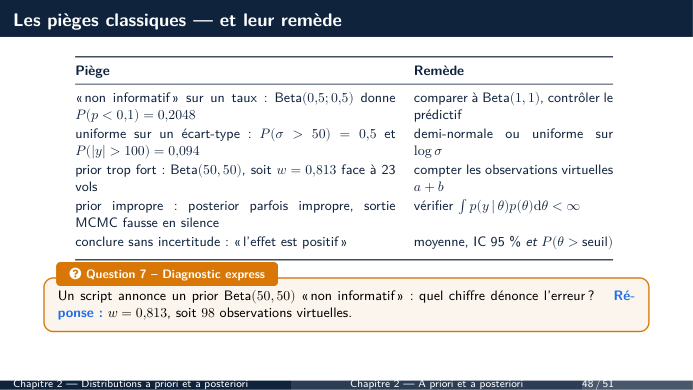 Les pièges classiques — et leur remède
Piège Remède
« non informatif » sur un taux : Beta(0,5; 0,5) donne comparer à Beta(1, 1), contrôler le
P(p < 0,1) = 0,2048 prédictif
uniforme sur un écart-type : P(σ > 50) = 0,5 et demi-normale ou uniforme sur
P(|y| > 100) = 0,094 log σ
prior trop fort : Beta(50, 50), soit w = 0,813 face à 23 compter les observations virtuelles
vols a + b
prior impropre : posterior parfois impropre, sortie vérifier ∫ p(y | θ)p(θ)dθ < ∞
MCMC fausse en silence
conclure sans incertitude : « l'effet est positif » moyenne, IC 95 % et P(θ > seuil)
? Question 7 – Diagnostic express
Un script annonce un prior Beta(50, 50) « non informatif » : quel chiffre dénonce l'erreur ? Ré-
ponse : w = 0,813, soit 98 observations virtuelles.
Chapitre 2 — Distributions a priori et a posteriori Chapitre 2 — A priori et a posteriori 48 / 51